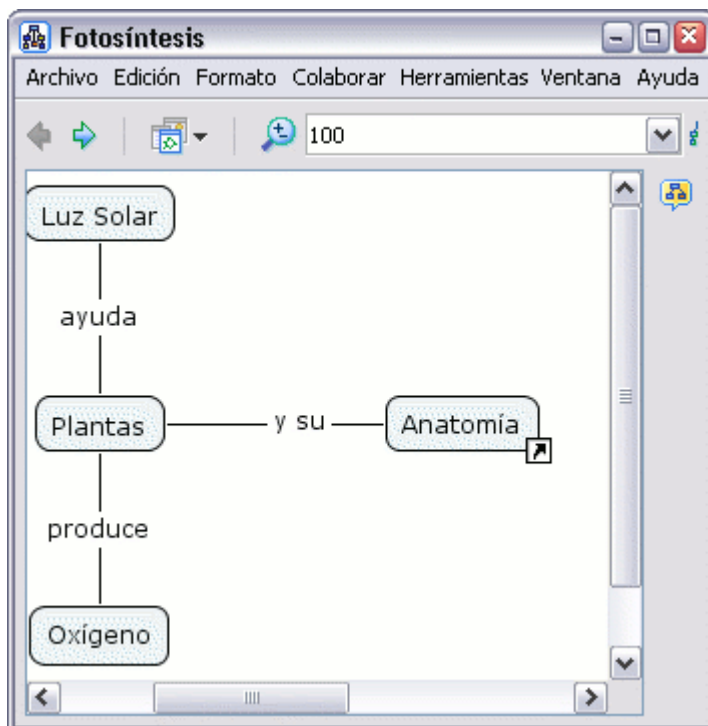 Fotosíntesis
Archivo Edición Formato Colaborar Herramientas Ventana Ayuda
100
Luz Solar
ayuda
Plantas y su Anatomía
produce
Oxígeno